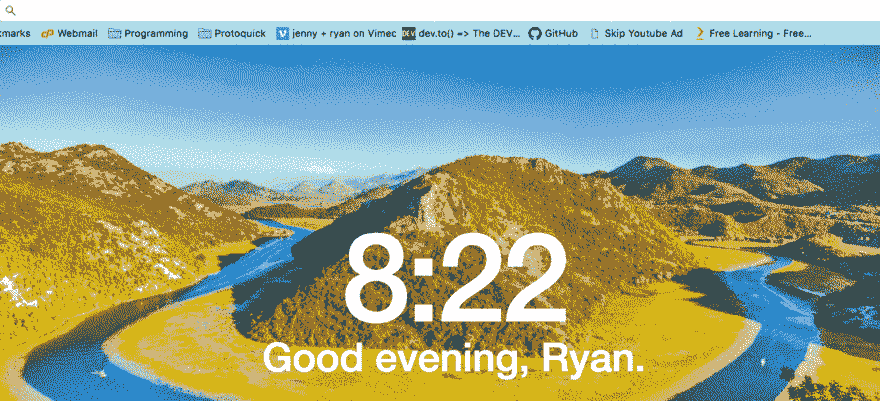 kmarks Webmail Programming Protoquick jenny + ryan on Vimec DEV dev.to() => The DEV... GitHub Skip Youtube Ad Free Learning - Free...
8:22
Good evening, Ryan.